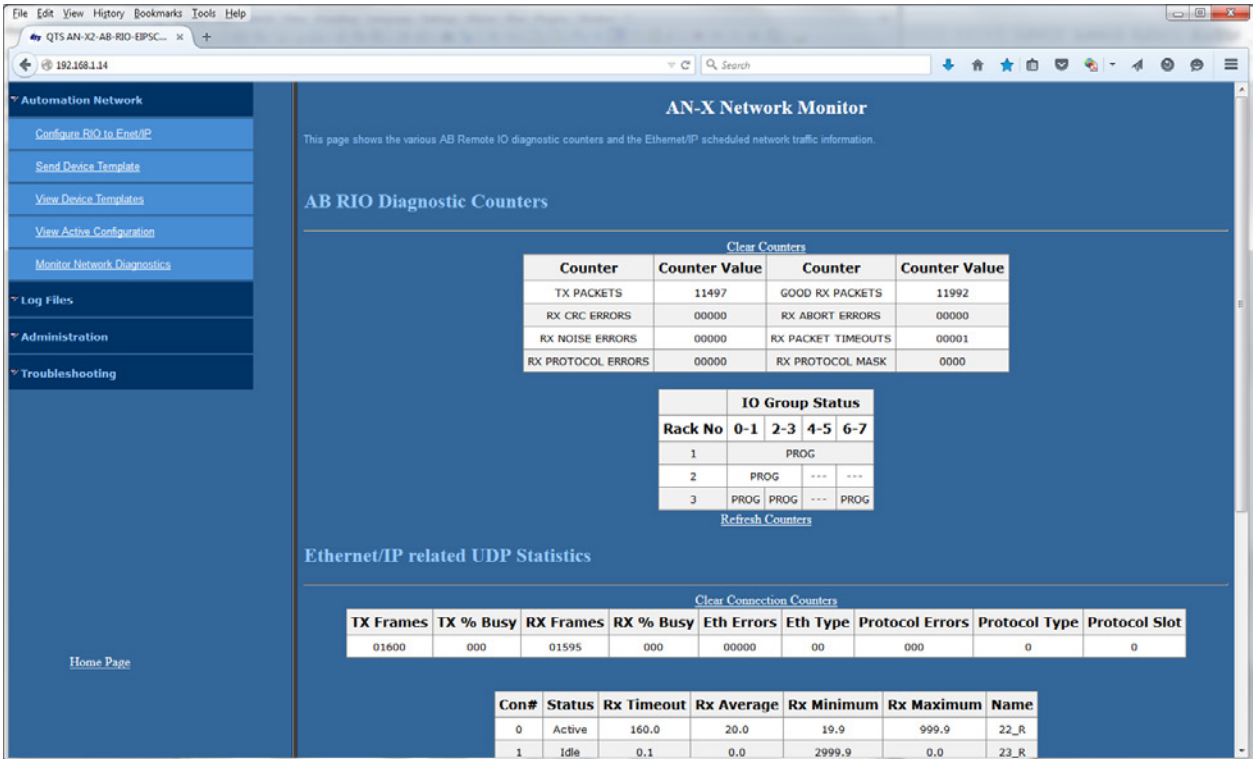 File Edit View History Bookmarks Tools Help
QTS AN-X2-AB-RIO-EIPSC... × +
192.168.1.14 Search
Automation Network
Configure RIO to Enet/IP
Send Device Template
View Device Templates
View Active Configuration
Monitor Network Diagnostics
Log Files
Administration
Troubleshooting
Home Page
AN-X Network Monitor
This page shows the various AB Remote IO diagnostic counters and the Ethernet/IP scheduled network traffic information.
AB RIO Diagnostic Counters
Clear Counters
Counter Counter Value Counter Counter Value
TX PACKETS 11497 GOOD RX PACKETS 11992
RX CRC ERRORS 00000 RX ABORT ERRORS 00000
RX NOISE ERRORS 00000 RX PACKET TIMEOUTS 00001
RX PROTOCOL ERRORS 00000 RX PROTOCOL MASK 0000
IO Group Status
Rack No 0-1 2-3 4-5 6-7
1 PROG
2 PROG --- ---
3 PROG PROG --- PROG
Refresh Counters
Ethernet/IP related UDP Statistics
Clear Connection Counters
TX Frames TX % Busy RX Frames RX % Busy Eth Errors Eth Type Protocol Errors Protocol Type Protocol Slot
01600 000 01595 000 00000 00 000 0 0
Con# Status Rx Timeout Rx Average Rx Minimum Rx Maximum Name
0 Active 160.0 20.0 19.9 999.9 22_R
1 Idle 0.1 0.0 2999.9 0.0 23_R